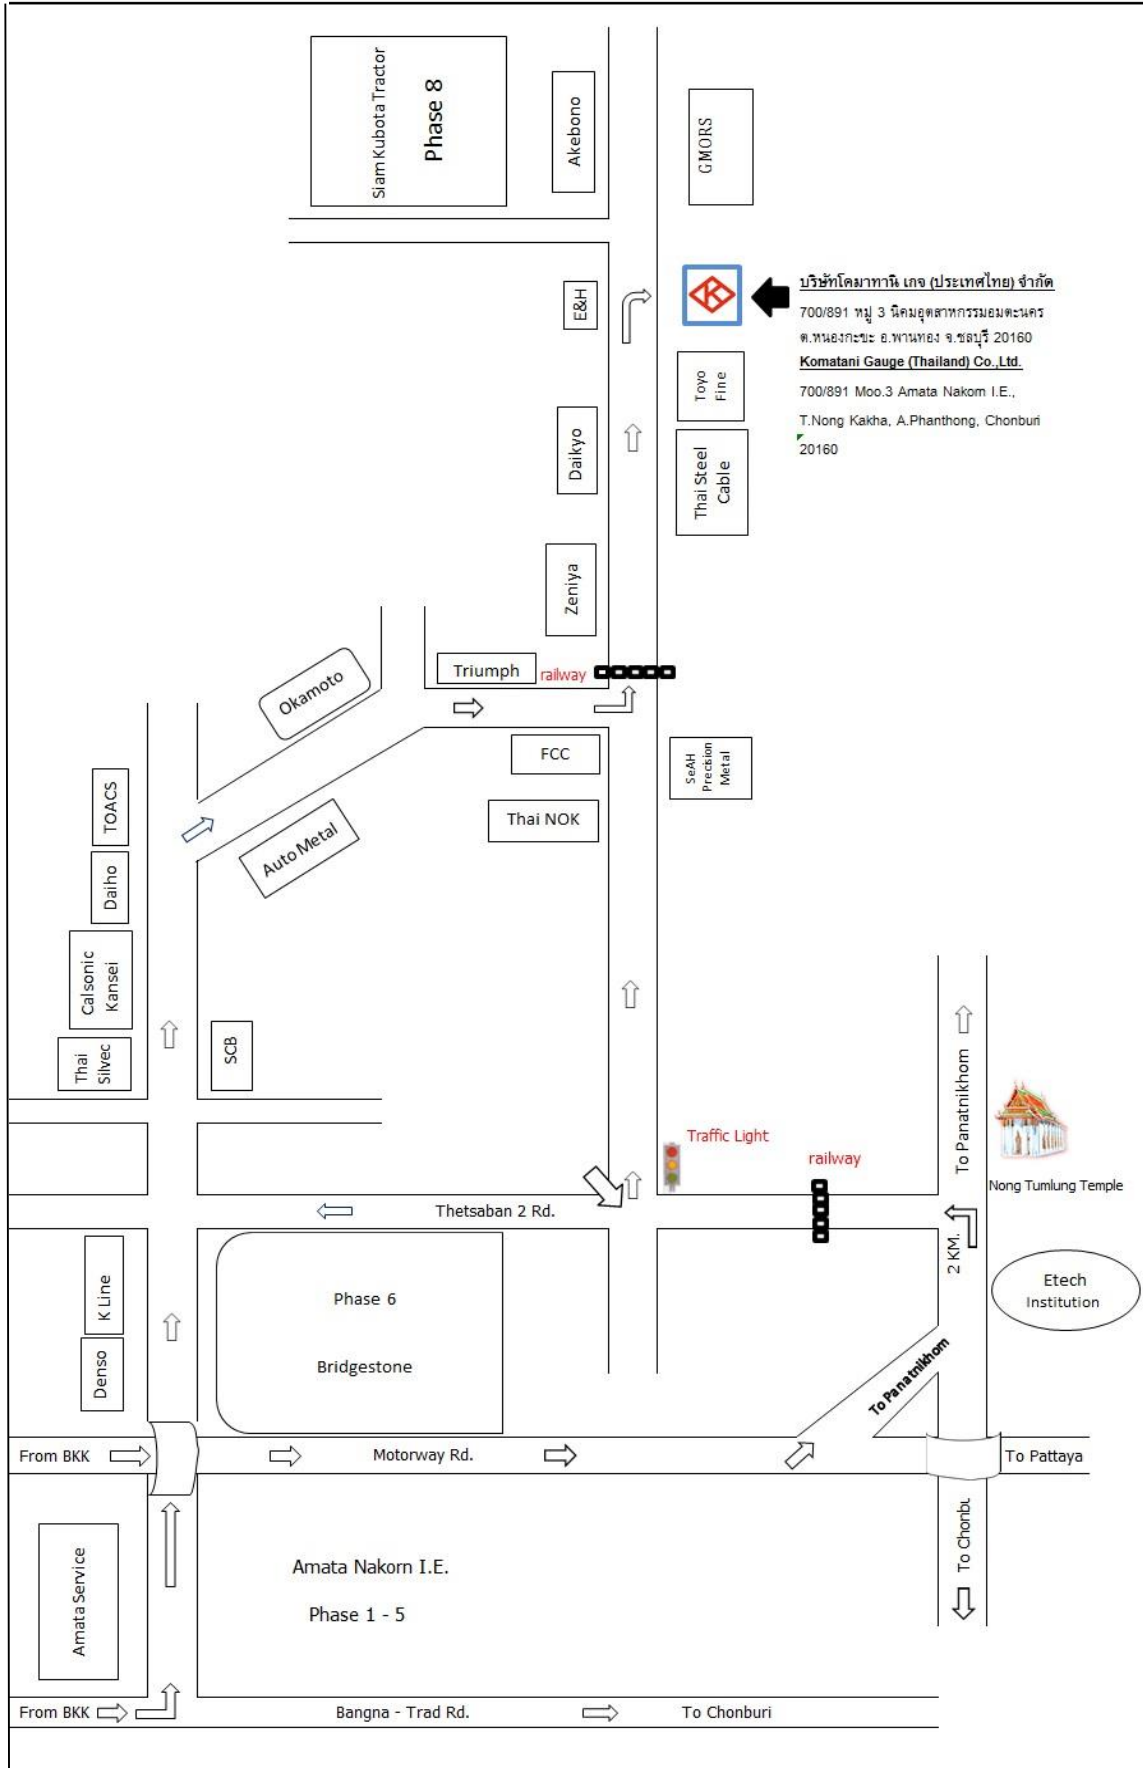 Siam Kubota Tractor
Phase 8
Akebono
GMORS
E&H
K
บริษัทโคมาทานิ เกจ (ประเทศไทย) จำกัด
700/891 หมู่ 3 นิคมอุตสาหกรรมอมตะนคร
ต.หนองกะขะ อ.พานทอง จ.ชลบุรี 20160
Komatani Gauge (Thailand) Co.,Ltd.
700/891 Moo.3 Amata Nakorn I.E.,
T.Nong Kakha, A.Phanthong, Chonburi
20160
Toyo
Fine
Daikyo
Thai Steel
Cable
Zeniya
Triumph
railway
Okamoto
FCC
SeAH
Precision
Metal
TOACS
Thai NOK
Auto Metal
Daiho
Calsonic
Kansei
Thai
Silvec
SCB
To Panatnikhom
Traffic Light
railway
Nong Tumlung Temple
Thetsaban 2 Rd.
2 KM.
K Line
Phase 6
Etech
Institution
Denso
Bridgestone
To Panatnikhom
From BKK
Motorway Rd.
To Pattaya
Amata Service
Amata Nakorn I.E.
Phase 1 - 5
To Chonbu
From BKK
Bangna - Trad Rd.
To Chonburi